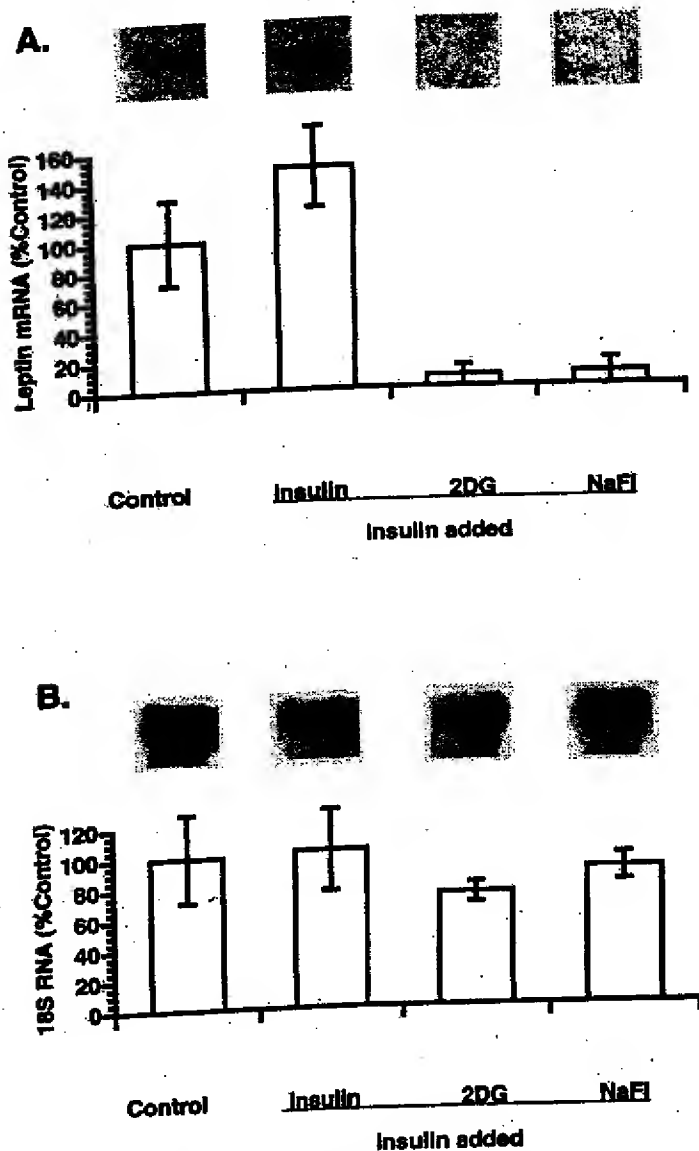 A.
Leptin mRNA (%Control)
160
140
120
100
80
60
40
20
0
Control
Insulin
2DG
NaFl
Insulin added
B.
18S RNA (%Control)
120
100
80
60
40
20
0
Control
Insulin
2DG
NaFl
Insulin added